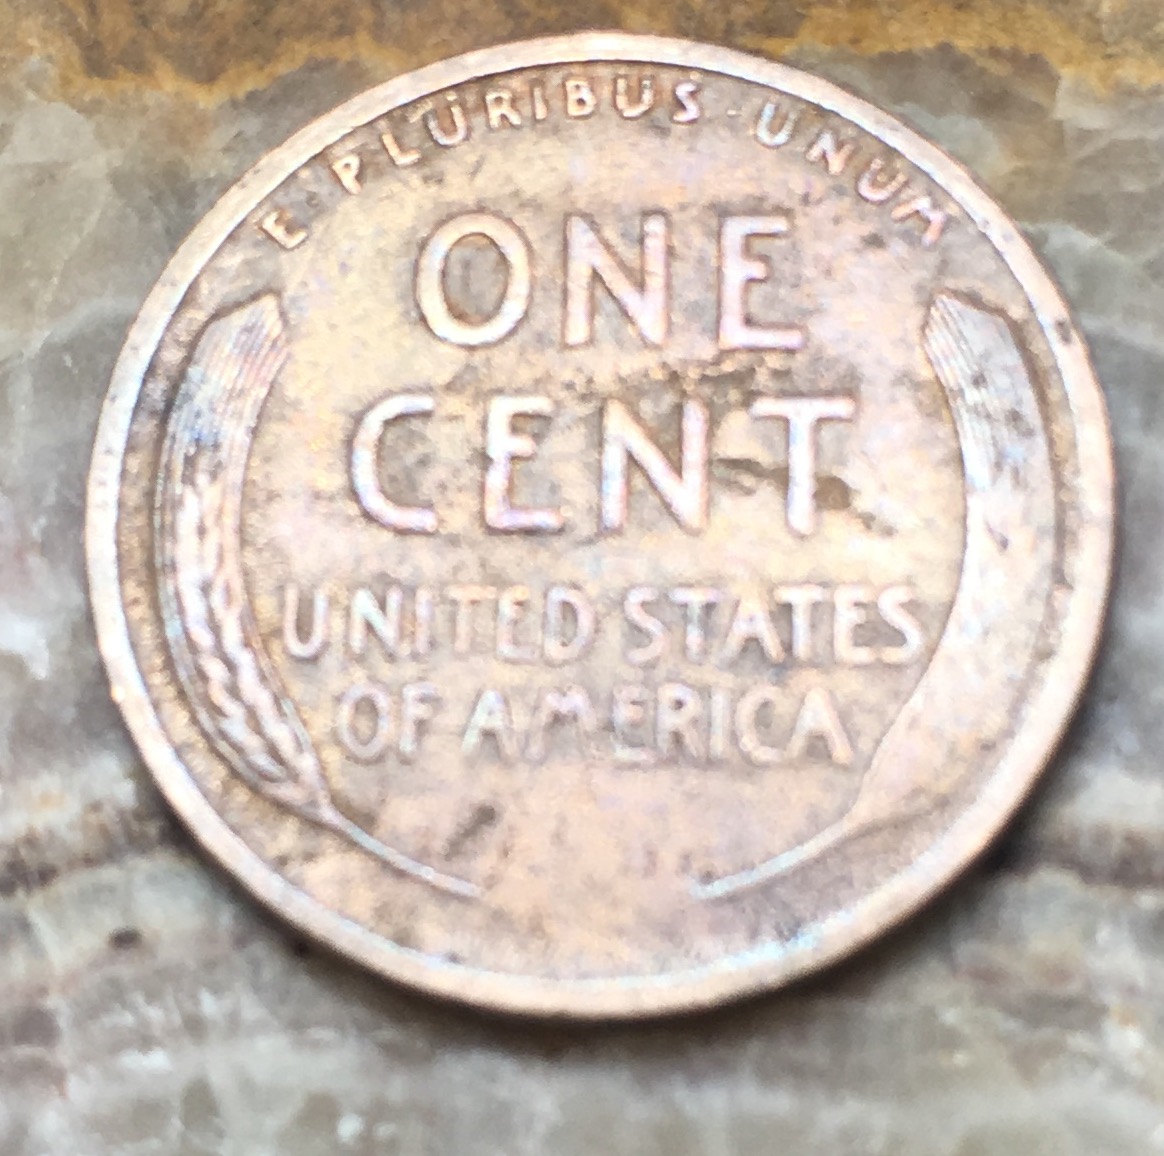 E·PLURIBUS·UNUM
ONE
CENT
UNITED STATES
OF AMERICA